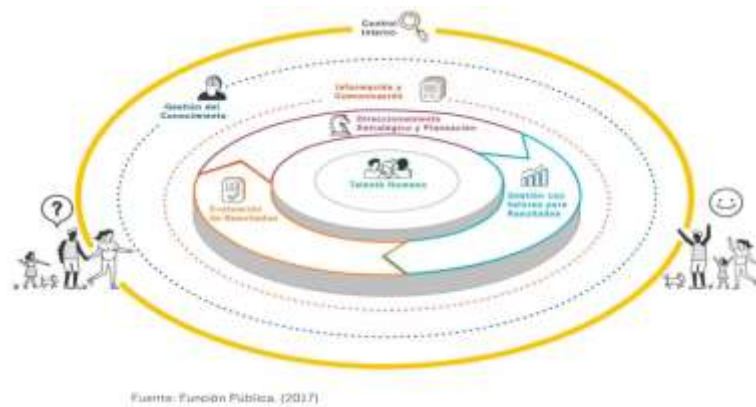 Control
Interno
Gestión del
Conocimiento
Información y
Comunicación
Direccionamiento
Estratégico y Planeación
Talento Humano
Gestión con
Valores para
Resultados
Evaluación
de Resultados
?
Fuente: Función Pública. (2017)